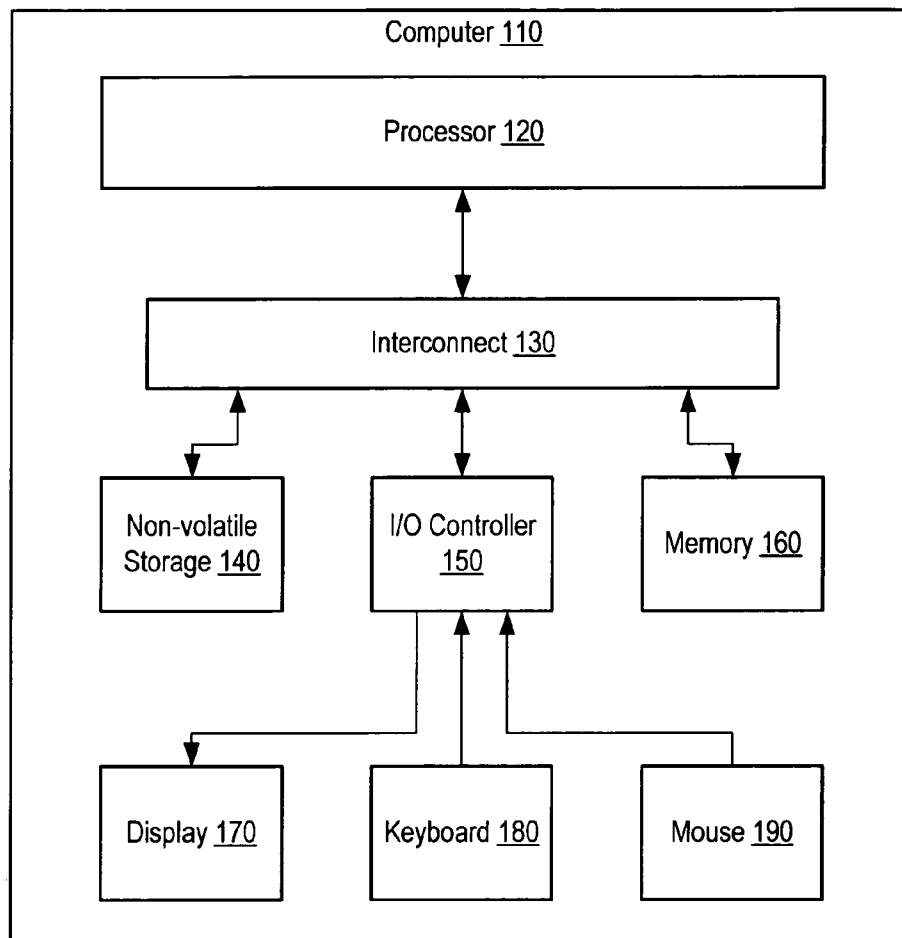 Computer 110
Processor 120
Interconnect 130
Non-volatile
Storage 140
I/O Controller
150
Memory 160
Display 170
Keyboard 180
Mouse 190